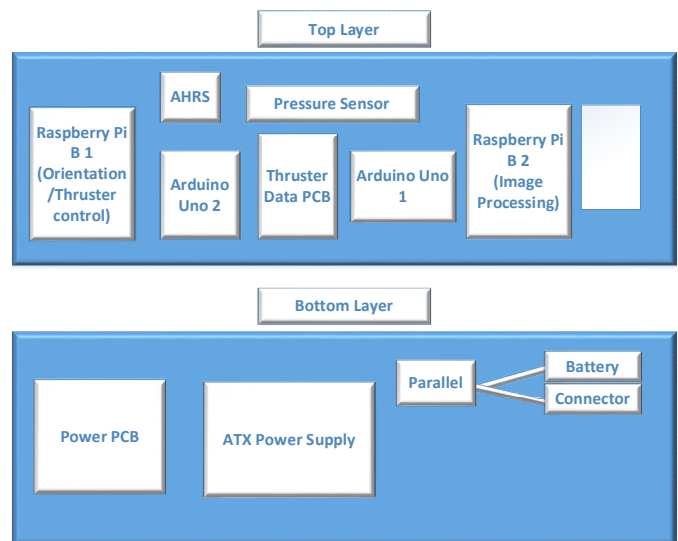 Top Layer
AHRS
Pressure Sensor
Raspberry Pi
B 1
(Orientation
/Thruster
control)
Arduino
Uno 2
Thruster
Data PCB
Arduino Uno
1
Raspberry Pi
B 2
(Image
Processing)
Bottom Layer
Power PCB
ATX Power Supply
Parallel
Battery
Connector